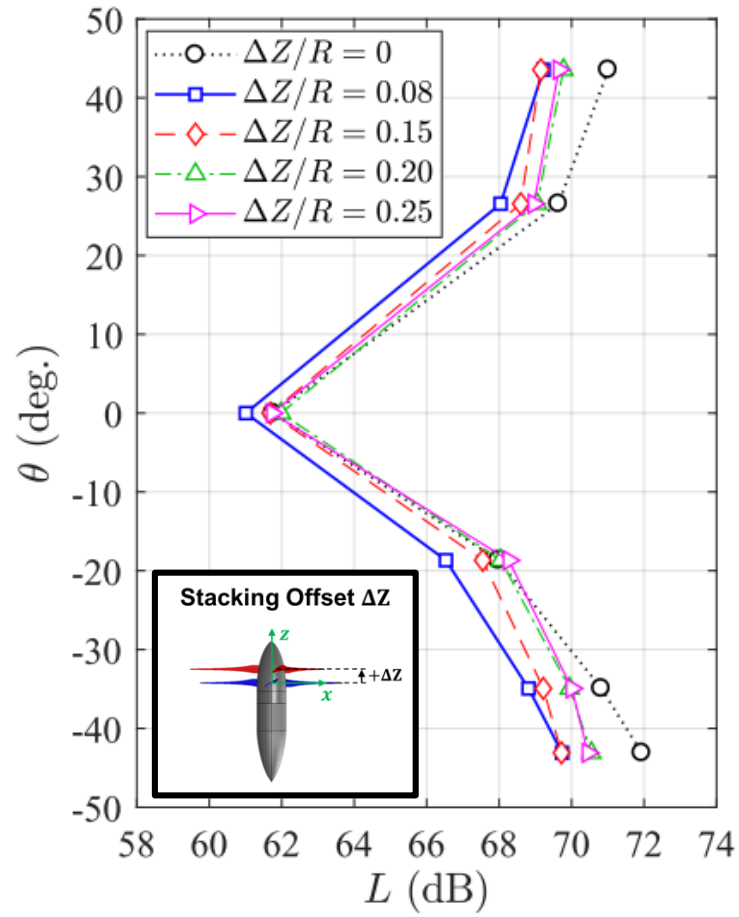 50
40
30
20
10
0
-10
-20
-30
-40
-50
θ (deg.)
ΔZ/R = 0
ΔZ/R = 0.08
ΔZ/R = 0.15
ΔZ/R = 0.20
ΔZ/R = 0.25
Stacking Offset ΔZ
z
+ΔZ
x
58 60 62 64 66 68 70 72 74
L (dB)